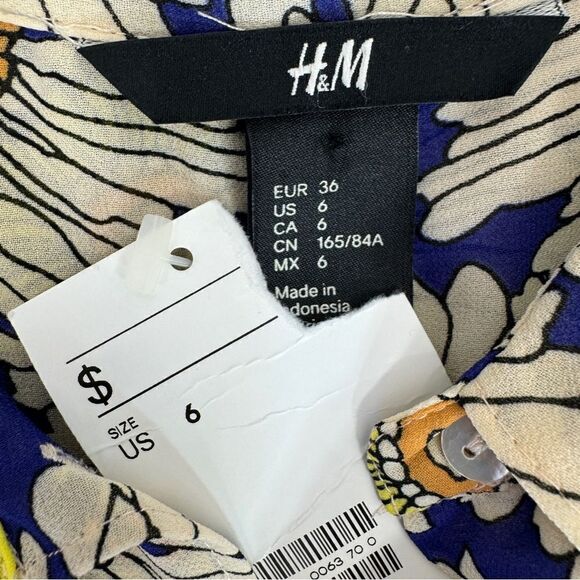 H&M
EUR 36
US 6
CA 6
CN 165/84A
MX 6
Made in
Indonesia
$
SIZE
US 6
0063 70 0